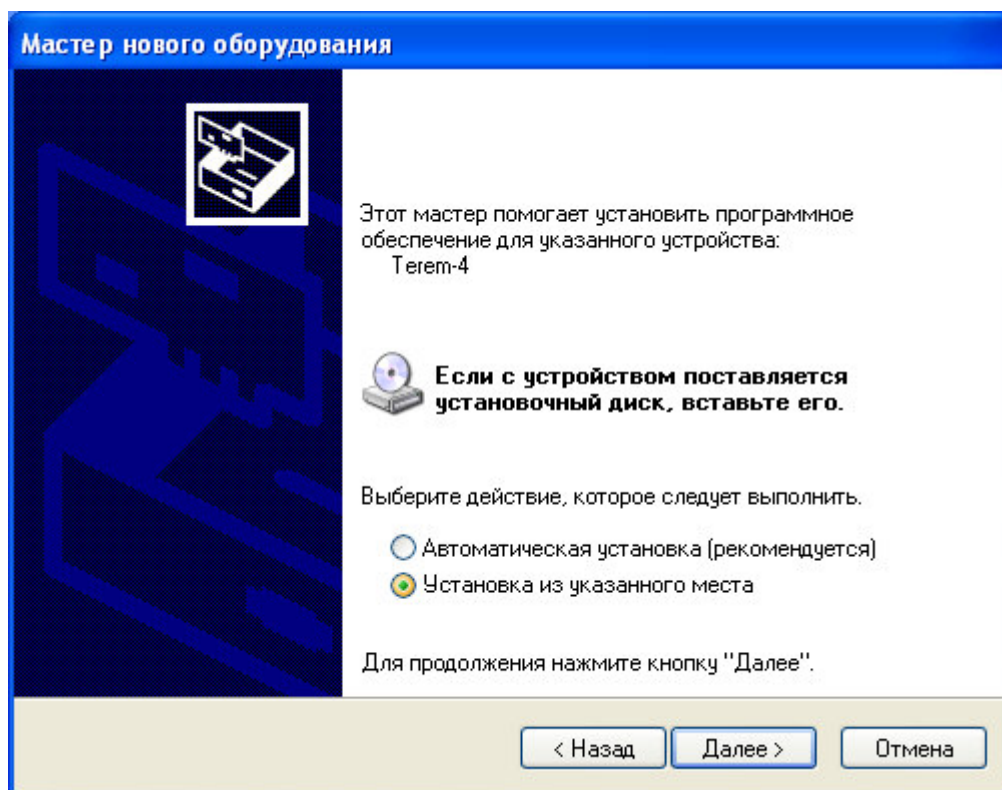 Мастер нового оборудования
Этот мастер помогает установить программное
обеспечение для указанного устройства:
Terem-4
Если с устройством поставляется
установочный диск, вставьте его.
Выберите действие, которое следует выполнить.
Автоматическая установка (рекомендуется)
Установка из указанного места
Для продолжения нажмите кнопку "Далее".
< Назад
Далее >
Отмена